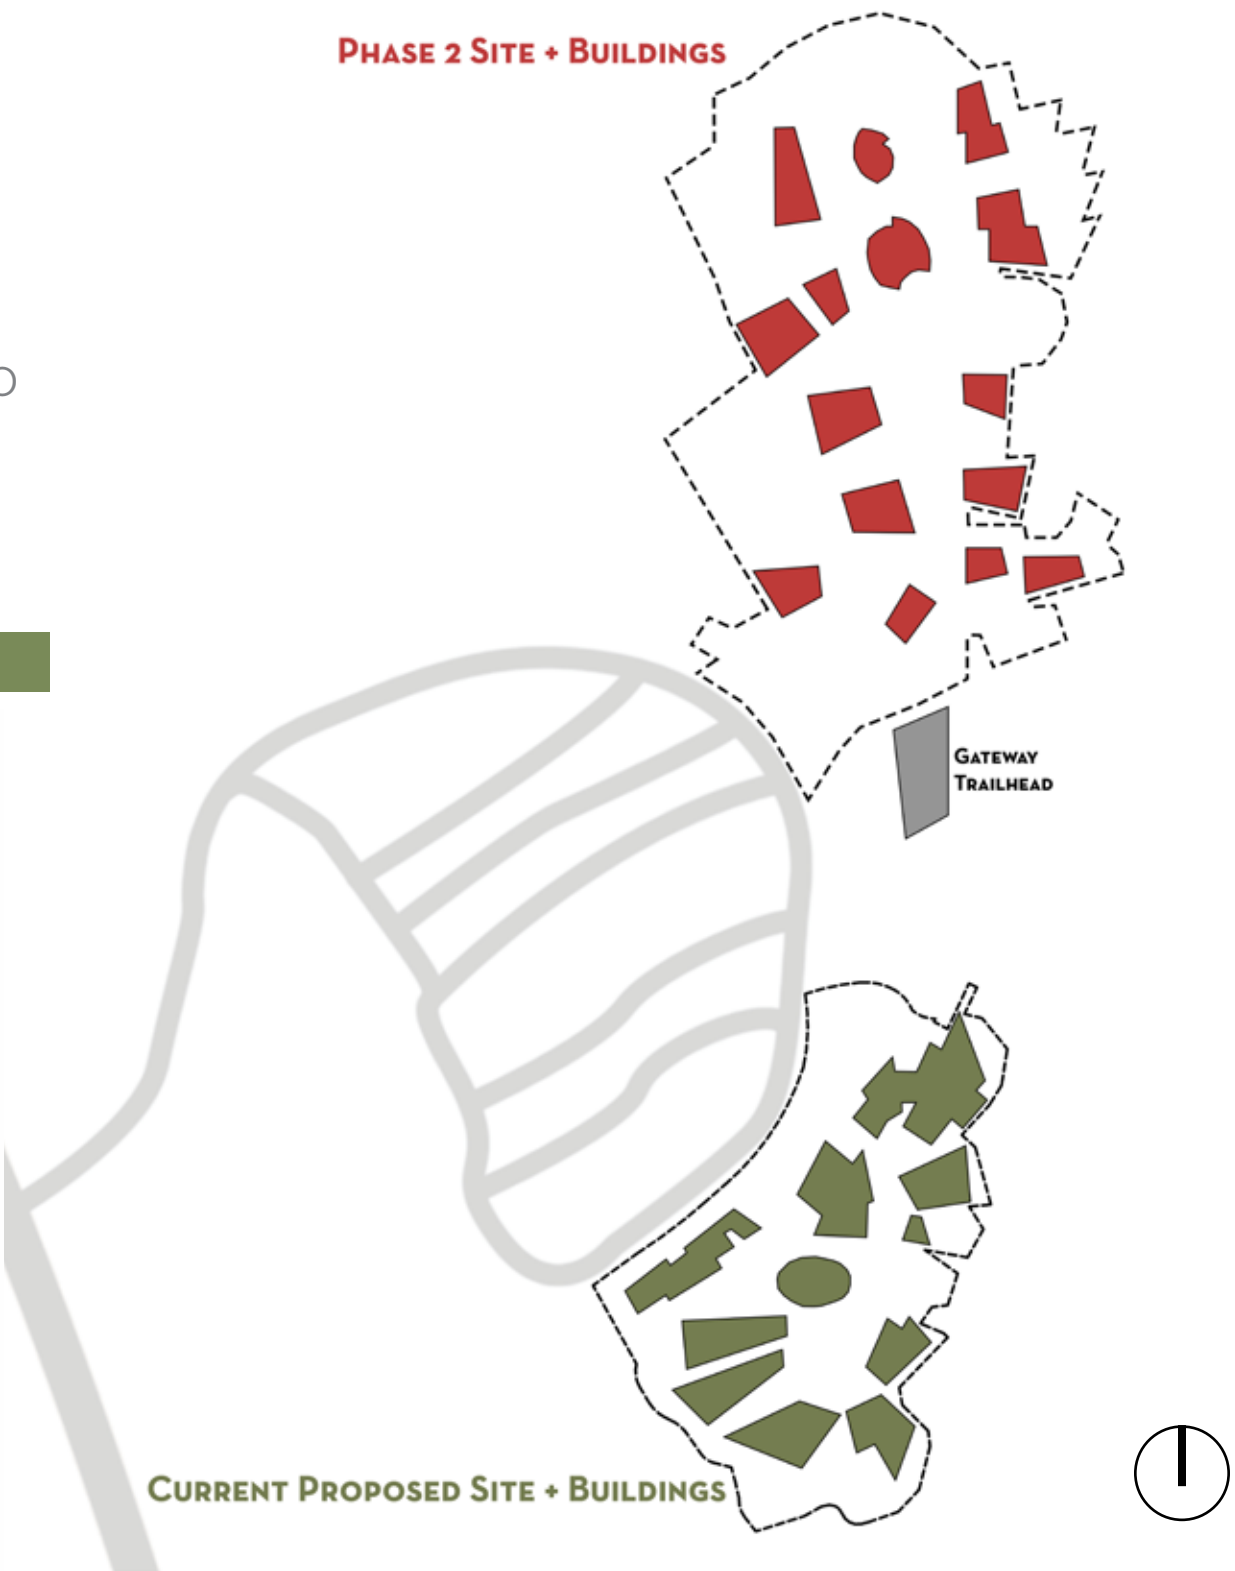 Phase 2 Site + Buildings
Gateway
Trailhead
Current Proposed Site + Buildings